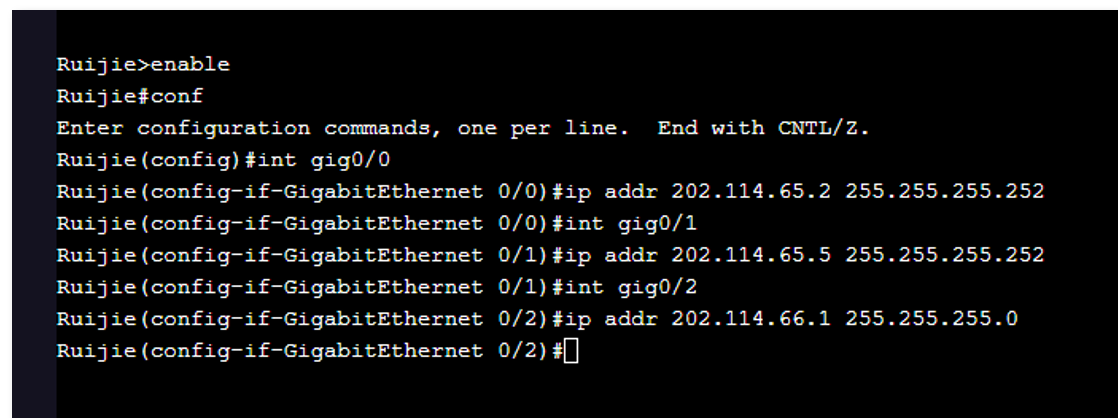 Ruijie>enable
Ruijie#conf
Enter configuration commands, one per line.  End with CNTL/Z.
Ruijie(config)#int gig0/0
Ruijie(config-if-GigabitEthernet 0/0)#ip addr 202.114.65.2 255.255.255.252
Ruijie(config-if-GigabitEthernet 0/0)#int gig0/1
Ruijie(config-if-GigabitEthernet 0/1)#ip addr 202.114.65.5 255.255.255.252
Ruijie(config-if-GigabitEthernet 0/1)#int gig0/2
Ruijie(config-if-GigabitEthernet 0/2)#ip addr 202.114.66.1 255.255.255.0
Ruijie(config-if-GigabitEthernet 0/2)#